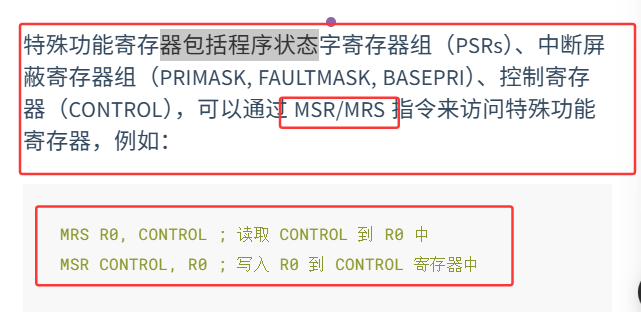 特殊功能寄存器包括程序状态字寄存器组（PSRs）、中断屏
蔽寄存器组（PRIMASK, FAULTMASK, BASEPRI）、控制寄存
器（CONTROL），可以通过 MSR/MRS 指令来访问特殊功能
寄存器，例如：
MRS R0, CONTROL ; 读取 CONTROL 到 R0 中
MSR CONTROL, R0 ; 写入 R0 到 CONTROL 寄存器中